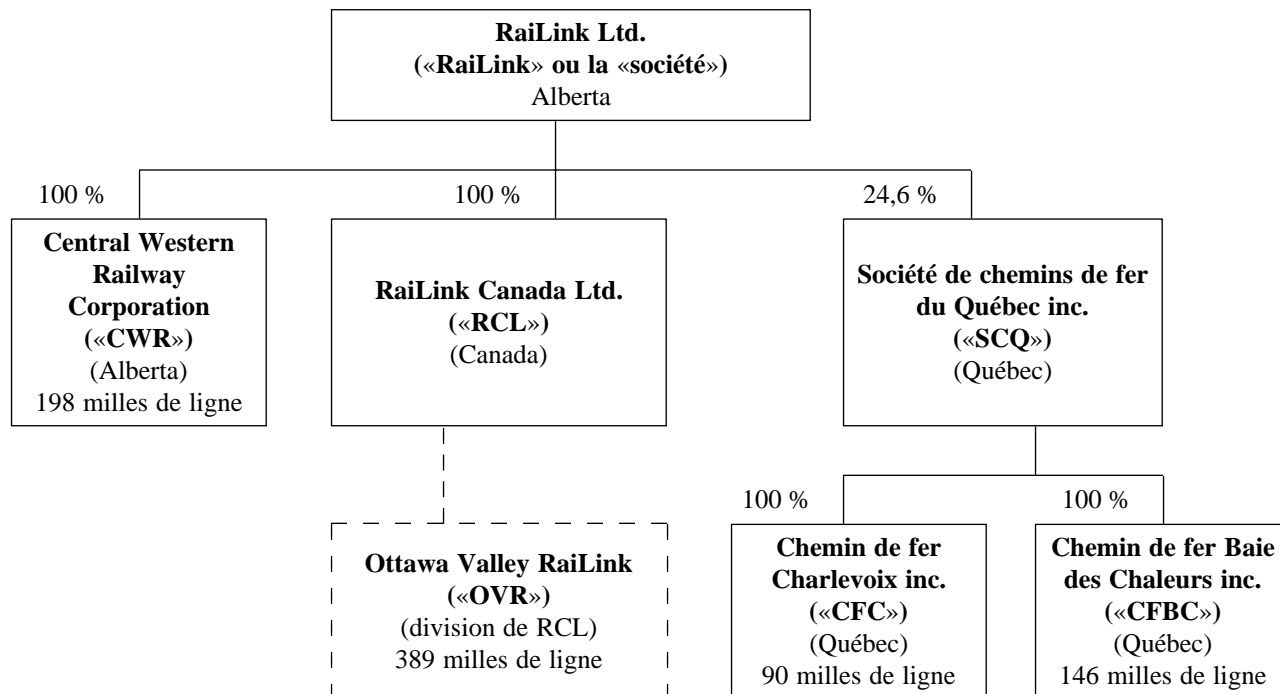 RaiLink Ltd.
(«RaiLink» ou la «société»)
Alberta
100 %
100 %
24,6 %
Central Western
Railway
Corporation
(«CWR»)
(Alberta)
198 milles de ligne
RaiLink Canada Ltd.
(«RCL»)
(Canada)
Société de chemins de fer
du Québec inc.
(«SCQ»)
(Québec)
100 %
100 %
Ottawa Valley RaiLink
(«OVR»)
(division de RCL)
389 milles de ligne
Chemin de fer
Charlevoix inc.
(«CFC»)
(Québec)
90 milles de ligne
Chemin de fer Baie
des Chaleurs inc.
(«CFBC»)
(Québec)
146 milles de ligne